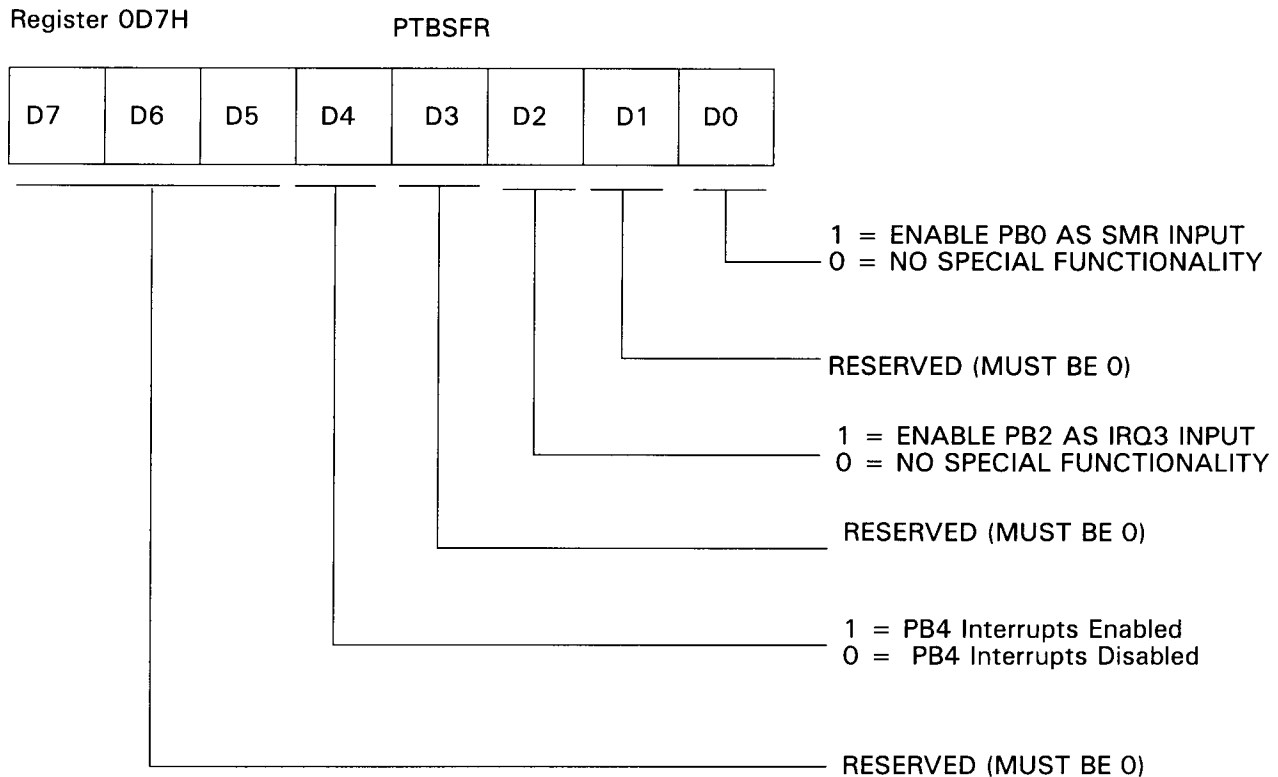 Register 0D7H
PTBSFR
D7 D6 D5 D4 D3 D2 D1 D0
1 = ENABLE PB0 AS SMR INPUT
0 = NO SPECIAL FUNCTIONALITY
RESERVED (MUST BE 0)
1 = ENABLE PB2 AS IRQ3 INPUT
0 = NO SPECIAL FUNCTIONALITY
RESERVED (MUST BE 0)
1 = PB4 Interrupts Enabled
0 = PB4 Interrupts Disabled
RESERVED (MUST BE 0)